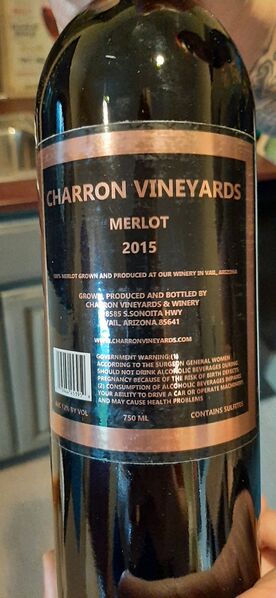 CHARRON VINEYARDS
MERLOT
2015
100% MERLOT GROWN AND PRODUCED AT OUR WINERY IN VAIL, ARIZONA
GROWN, PRODUCED AND BOTTLED BY
CHARRON VINEYARDS & WINERY
18585 S.SONOITA HWY
VAIL, ARIZONA 85641
WWW.CHARRONVINEYARDS.COM
GOVERNMENT WARNING:(1)
ACCORDING TO THE SURGEON GENERAL WOMEN
SHOULD NOT DRINK ALCOHOLIC BEVERAGES DURING
PREGNANCY BECAUSE OF THE RISK OF BIRTH DEFECTS.
(2) CONSUMPTION OF ALCOHOLIC BEVERAGES IMPAIRS
YOUR ABILITY TO DRIVE A CAR OR OPERATE MACHINERY,
AND MAY CAUSE HEALTH PROBLEMS
BY VOL
750 ML
CONTAINS SULFITES